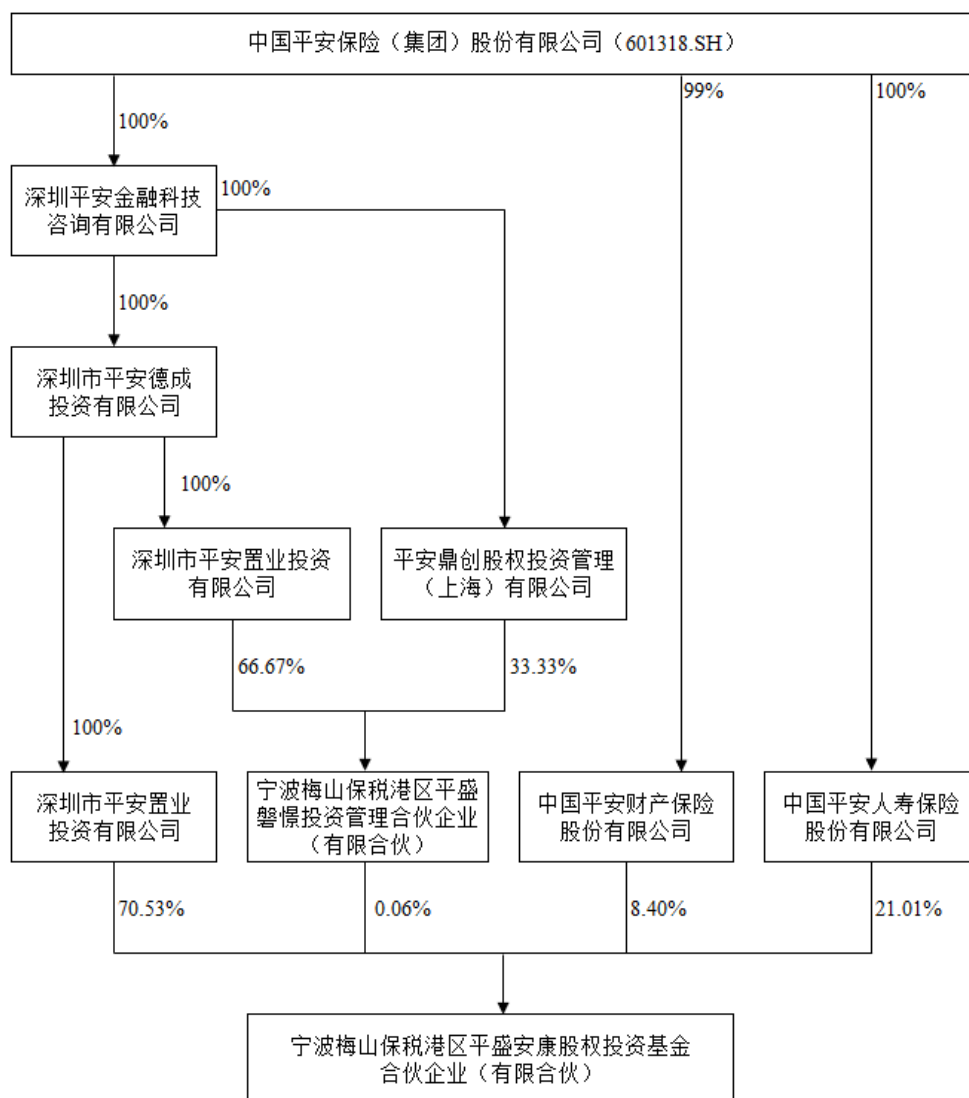 中国平安保险（集团）股份有限公司（601318.SH）
99%
100%
100%
深圳平安金融科技
咨询有限公司
100%
100%
深圳市平安德成
投资有限公司
100%
深圳市平安置业投资
有限公司
平安鼎创股权投资管理
（上海）有限公司
66.67%
33.33%
100%
深圳市平安置业
投资有限公司
宁波梅山保税港区平盛
磐憬投资管理合伙企业
（有限合伙）
中国平安财产保险
股份有限公司
中国平安人寿保险
股份有限公司
70.53%
0.06%
8.40%
21.01%
宁波梅山保税港区平盛安康股权投资基金
合伙企业（有限合伙）